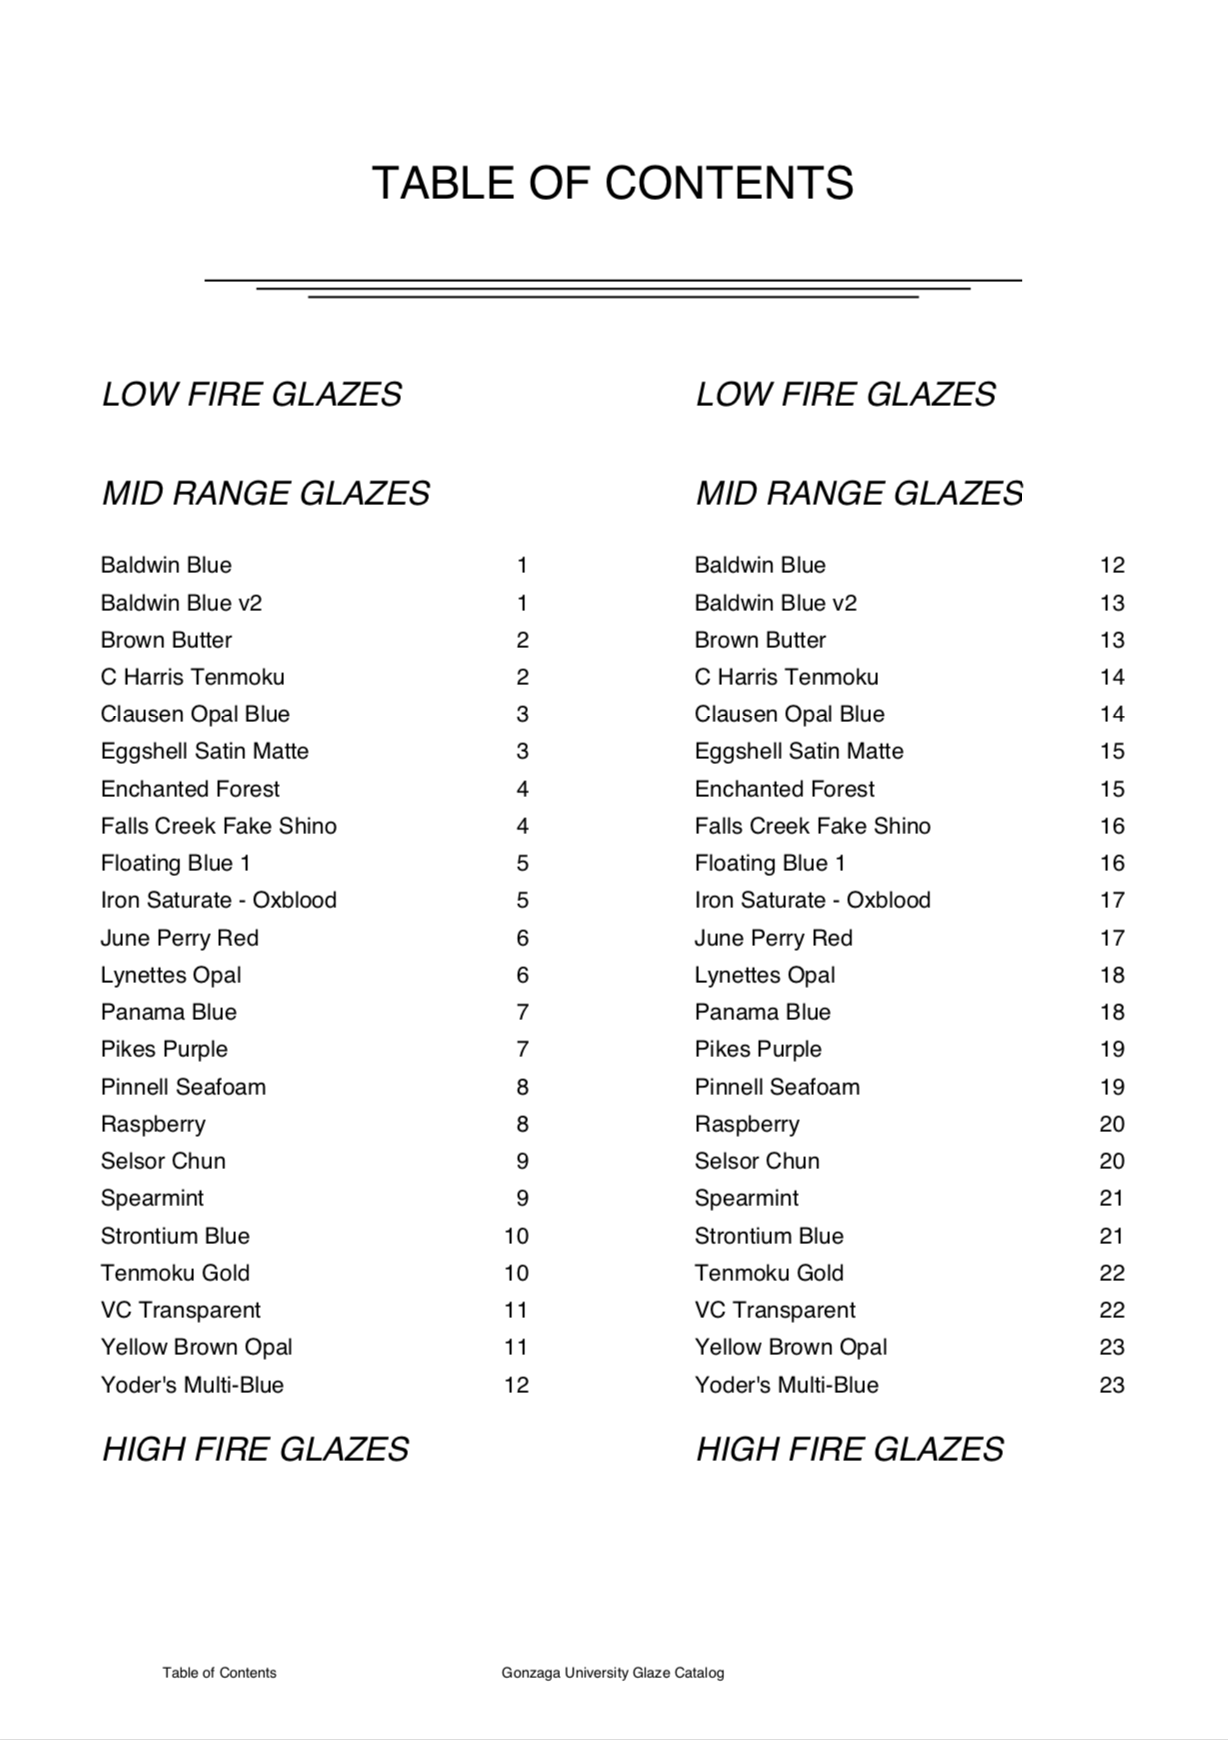 TABLE OF CONTENTS
LOW FIRE GLAZES
MID RANGE GLAZES
Baldwin Blue 1
Baldwin Blue v2 1
Brown Butter 2
C Harris Tenmoku 2
Clausen Opal Blue 3
Eggshell Satin Matte 3
Enchanted Forest 4
Falls Creek Fake Shino 4
Floating Blue 1 5
Iron Saturate - Oxblood 5
June Perry Red 6
Lynettes Opal 6
Panama Blue 7
Pikes Purple 7
Pinnell Seafoam 8
Raspberry 8
Selsor Chun 9
Spearmint 9
Strontium Blue 10
Tenmoku Gold 10
VC Transparent 11
Yellow Brown Opal 11
Yoder's Multi-Blue 12
HIGH FIRE GLAZES
LOW FIRE GLAZES
MID RANGE GLAZES
Baldwin Blue 12
Baldwin Blue v2 13
Brown Butter 13
C Harris Tenmoku 14
Clausen Opal Blue 14
Eggshell Satin Matte 15
Enchanted Forest 15
Falls Creek Fake Shino 16
Floating Blue 1 16
Iron Saturate - Oxblood 17
June Perry Red 17
Lynettes Opal 18
Panama Blue 18
Pikes Purple 19
Pinnell Seafoam 19
Raspberry 20
Selsor Chun 20
Spearmint 21
Strontium Blue 21
Tenmoku Gold 22
VC Transparent 22
Yellow Brown Opal 23
Yoder's Multi-Blue 23
HIGH FIRE GLAZES
Table of Contents Gonzaga University Glaze Catalog